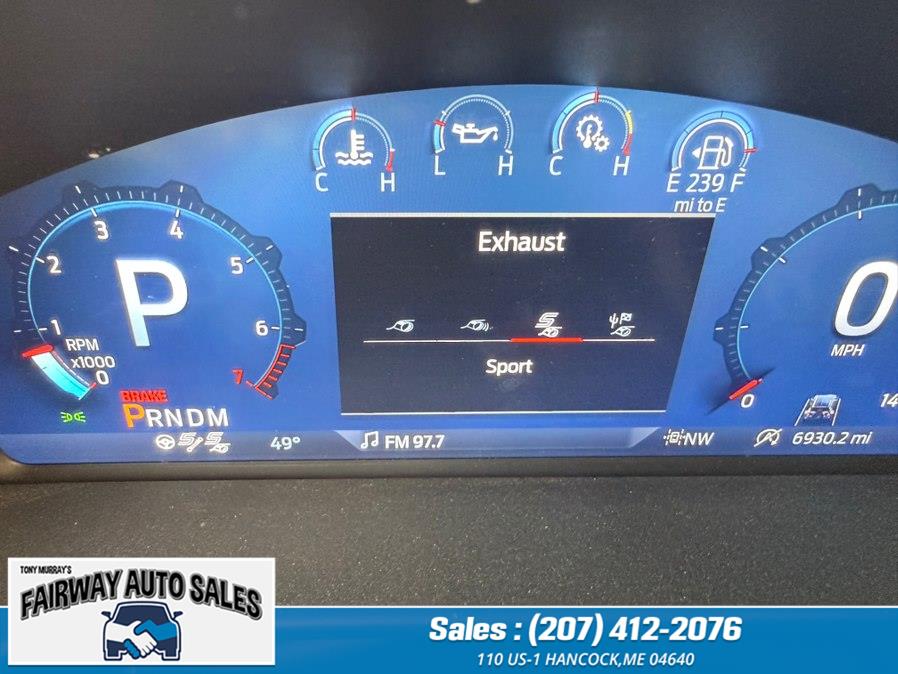 C H
L H
C H
E 239 F
mi to E
Exhaust
Sport
1 2 3 4 5 6 7
P
RPM
x1000
0
BRAKE
PRNDM
49°
FM 97.7
NW
6930.2 mi
0
MPH
0
14
TONY MURRAY'S
FAIRWAY AUTO SALES
Sales : (207) 412-2076
110 US-1 HANCOCK,ME 04640